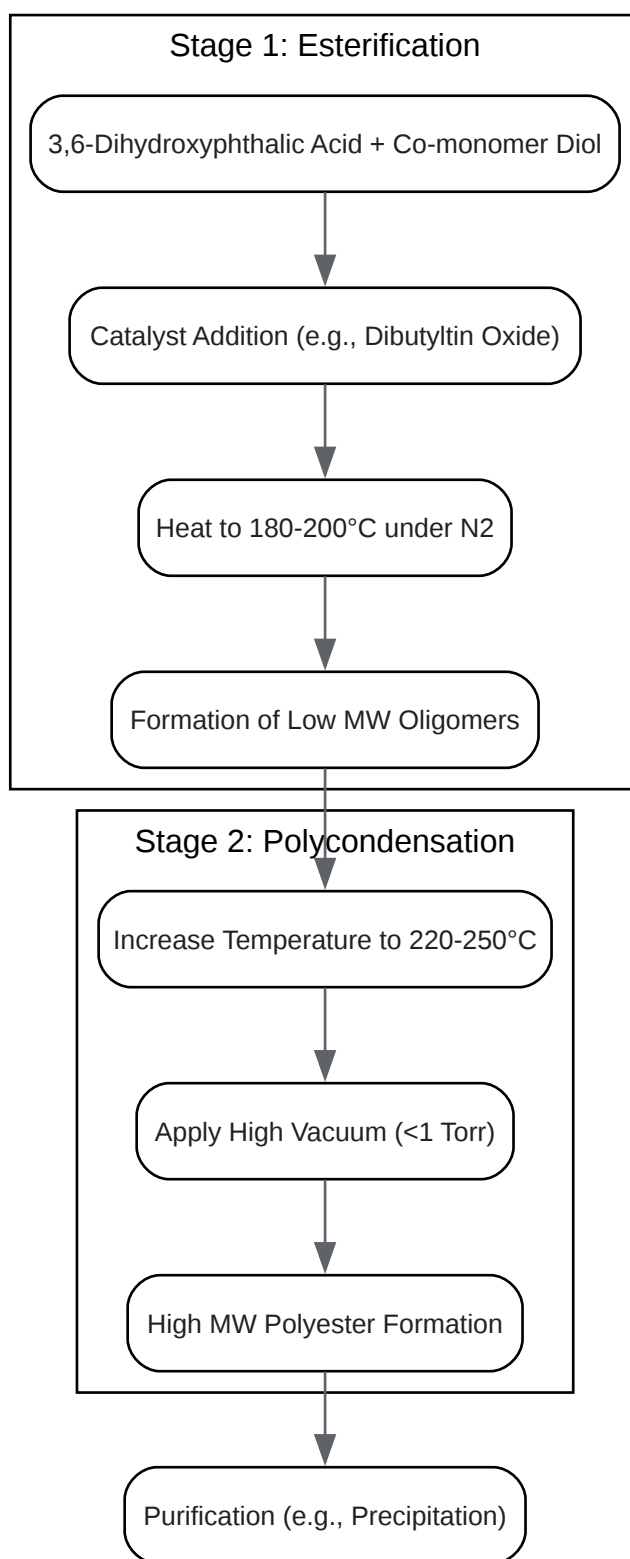 Stage 1: Esterification
3,6-Dihydroxyphthalic Acid + Co-monomer Diol
Catalyst Addition (e.g., Dibutyltin Oxide)
Heat to 180-200°C under N2
Formation of Low MW Oligomers
Stage 2: Polycondensation
Increase Temperature to 220-250°C
Apply High Vacuum (<1 Torr)
High MW Polyester Formation
Purification (e.g., Precipitation)